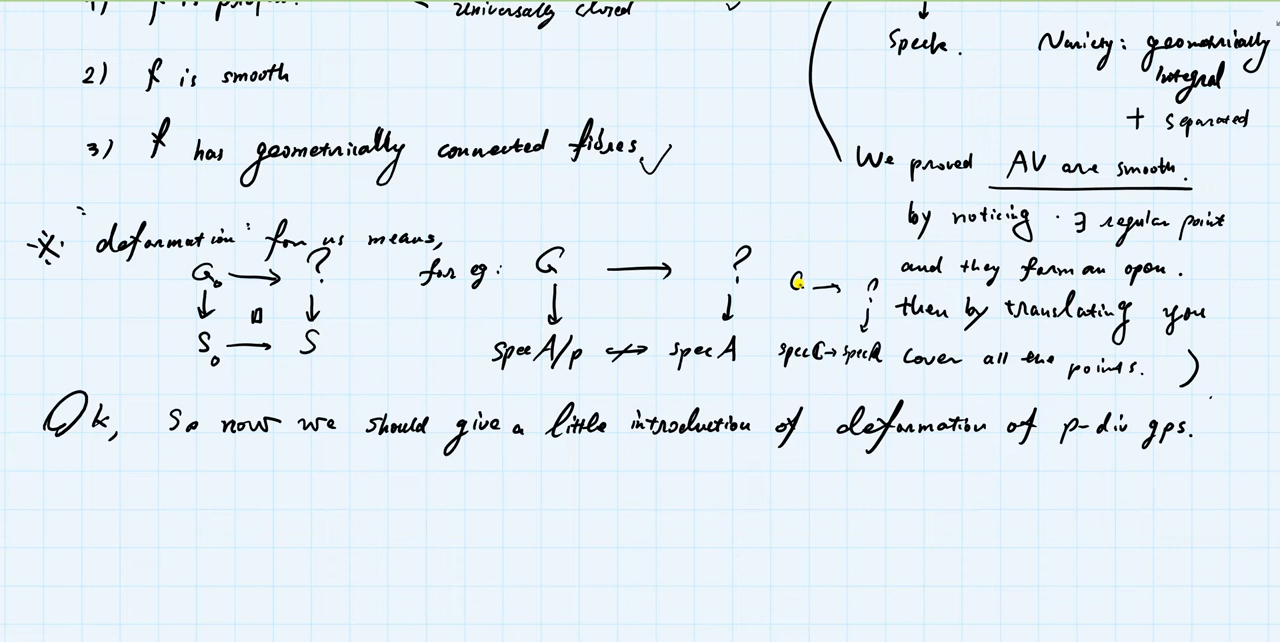 universally closed
2) f is smooth
3) f has geometrically connected fibres ✓
Spec k.
Variety: geometrically
integral
+ separated
We proved AV are smooth.
by noticing · ∃ regular point
and they form an open.
then by translating you
cover all the points. )
※ "deformation" for us means,
G₀ → ?
↓ □ ↓
S₀ → S
for eg: G → ?
↓ ↓
Spec A/p ↪ Spec A
G → ?
↓
Spec C → Spec R
Ok, So now we should give a little introduction of deformation of p-div gps.